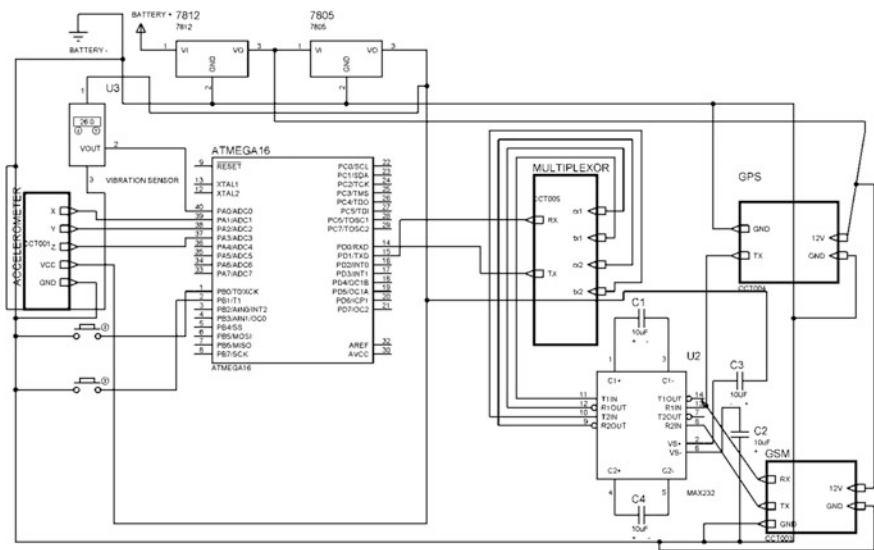 BATTERY +
7812
7812
7805
7805
1
VI
VO
3
GND
2
1
VI
VO
3
GND
2
BATTERY -
U3
1
26.0
VOUT
2
3
VIBRATION SENSOR
ACCELEROMETER
CCT001
X
Y
Z
VCC
GND
ATMEGA16
9 RESET
13 XTAL1
12 XTAL2
40 PA0/ADC0
39 PA1/ADC1
38 PA2/ADC2
37 PA3/ADC3
36 PA4/ADC4
35 PA5/ADC5
34 PA6/ADC6
33 PA7/ADC7
1 PB0/T0/XCK
2 PB1/T1
3 PB2/AIN0/INT2
4 PB3/AIN1/OC0
5 PB4/SS
6 PB5/MOSI
7 PB6/MISO
8 PB7/SCK
PC0/SCL 22
PC1/SDA 23
PC2/TCK 24
PC3/TMS 25
PC4/TDO 26
PC5/TDI 27
PC6/TOSC1 28
PC7/TOSC2 29
PD0/RXD 14
PD1/TXD 15
PD2/INT0 16
PD3/INT1 17
PD4/OC1B 18
PD5/OC1A 19
PD6/ICP1 20
PD7/OC2 21
AREF 32
AVCC 30
ATMEGA16
MULTIPLEXOR
CCT005
RX
TX
rx1
tx1
rx2
tx2
GPS
GND
TX
12V
GND
CCT004
C1
10uF
- +
1
3
C1+
C1-
U2
11 T1IN
12 R1OUT
10 T2IN
9 R2OUT
T1OUT 14
R1IN 13
T2OUT 7
R2IN 8
VS+ 2
VS- 6
C2+
C2-
4
5
MAX232
C4
10uF
+ -
C3
10UF
- +
C2
10uF
+
GSM
RX
TX
GND
12V
GND
CCT003